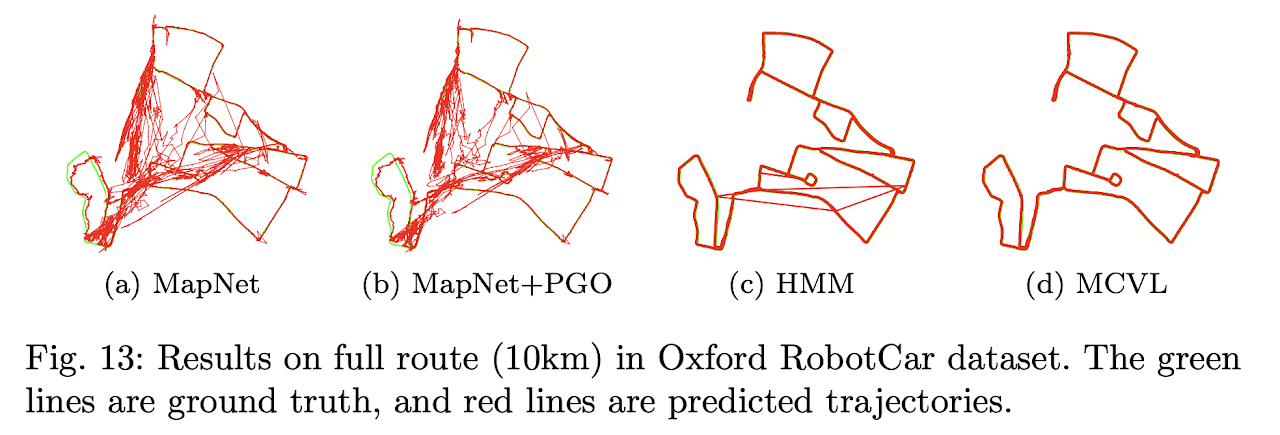 (a) MapNet
(b) MapNet+PGO
(c) HMM
(d) MCVL
Fig. 13: Results on full route (10km) in Oxford RobotCar dataset. The green
lines are ground truth, and red lines are predicted trajectories.